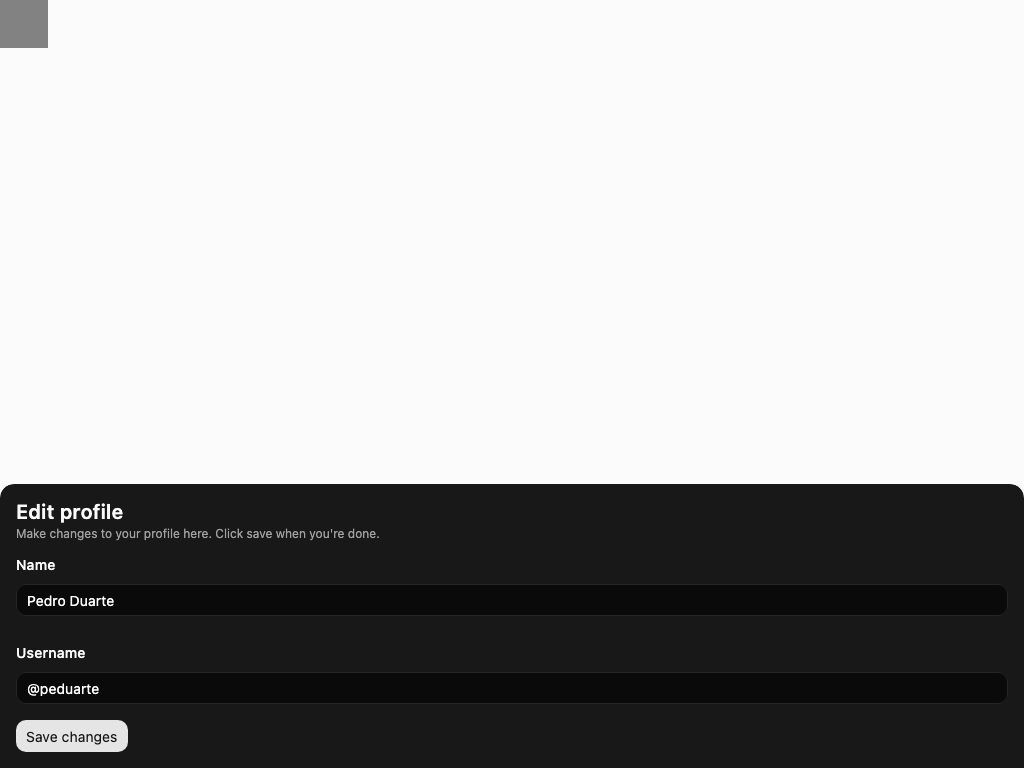 Edit profile
Make changes to your profile here. Click save when you're done.
Name
Pedro Duarte
Username
@peduarte
Save changes